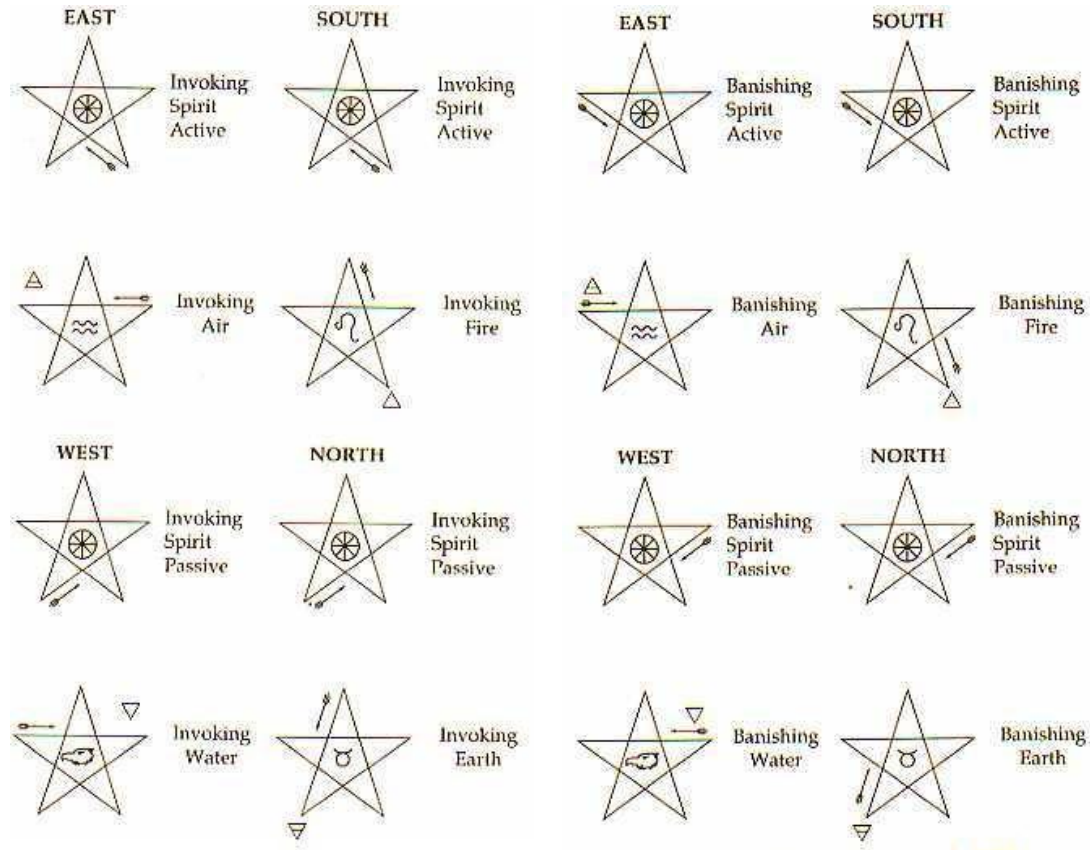 EAST
SOUTH
EAST
SOUTH
Invoking
Spirit
Active
Invoking
Spirit
Active
Banishing
Spirit
Active
Banishing
Spirit
Active
Invoking
Air
Invoking
Fire
Banishing
Air
Banishing
Fire
WEST
NORTH
WEST
NORTH
Invoking
Spirit
Passive
Invoking
Spirit
Passive
Banishing
Spirit
Passive
Banishing
Spirit
Passive
Invoking
Water
Invoking
Earth
Banishing
Water
Banishing
Earth